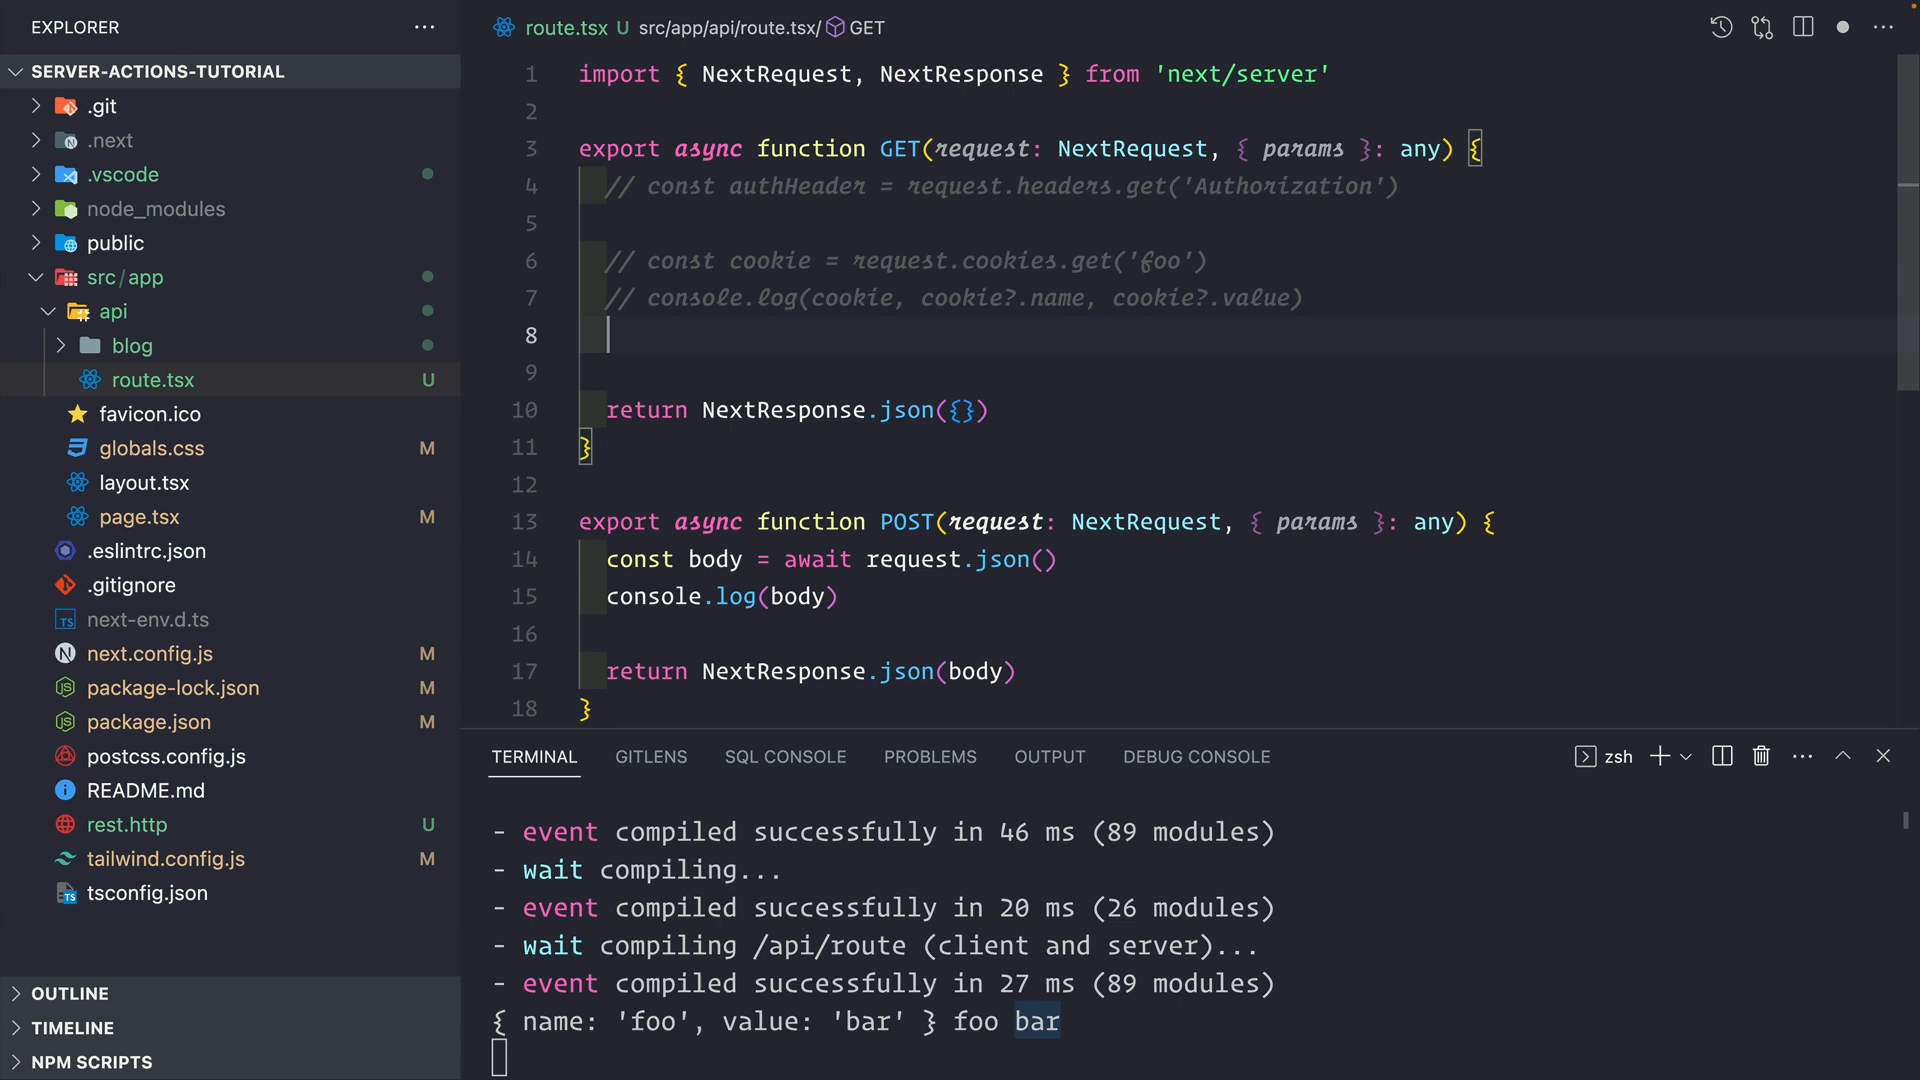 EXPLORER
SERVER-ACTIONS-TUTORIAL
.git
.next
.vscode
node_modules
public
src/app
api
blog
route.tsx U
favicon.ico
globals.css M
layout.tsx
page.tsx M
.eslintrc.json
.gitignore
next-env.d.ts
next.config.js M
package-lock.json M
package.json M
postcss.config.js
README.md
rest.http U
tailwind.config.js M
tsconfig.json
OUTLINE
TIMELINE
NPM SCRIPTS
route.tsx U src/app/api/route.tsx/ GET
1 import { NextRequest, NextResponse } from 'next/server'
2
3 export async function GET(request: NextRequest, { params }: any) {
4 // const authHeader = request.headers.get('Authorization')
5
6 // const cookie = request.cookies.get('foo')
7 // console.log(cookie, cookie?.name, cookie?.value)
8
9
10 return NextResponse.json({})
11 }
12
13 export async function POST(request: NextRequest, { params }: any) {
14 const body = await request.json()
15 console.log(body)
16
17 return NextResponse.json(body)
18 }
TERMINAL GITLENS SQL CONSOLE PROBLEMS OUTPUT DEBUG CONSOLE zsh
- event compiled successfully in 46 ms (89 modules)
- wait compiling...
- event compiled successfully in 20 ms (26 modules)
- wait compiling /api/route (client and server)...
- event compiled successfully in 27 ms (89 modules)
{ name: 'foo', value: 'bar' } foo bar